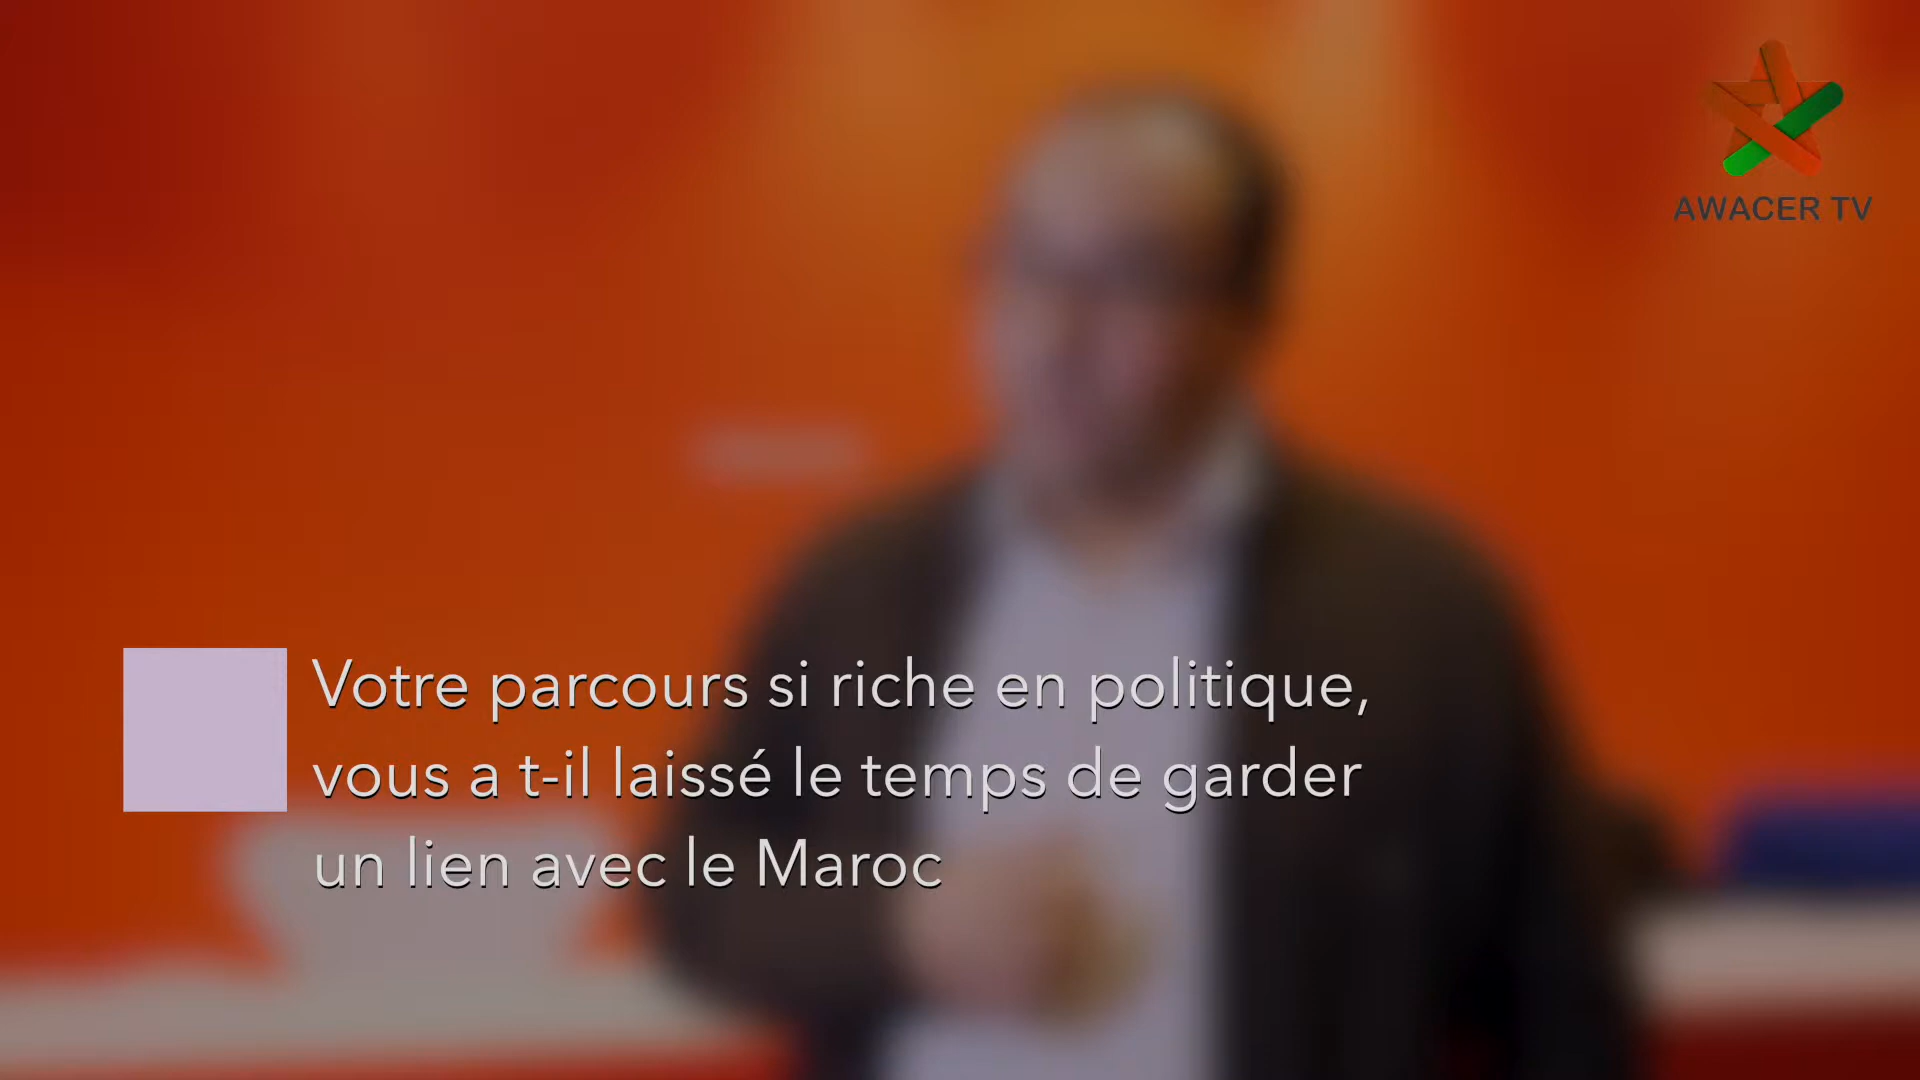 AWACER TV
Votre parcours si riche en politique,
vous a t-il laissé le temps de garder
un lien avec le Maroc